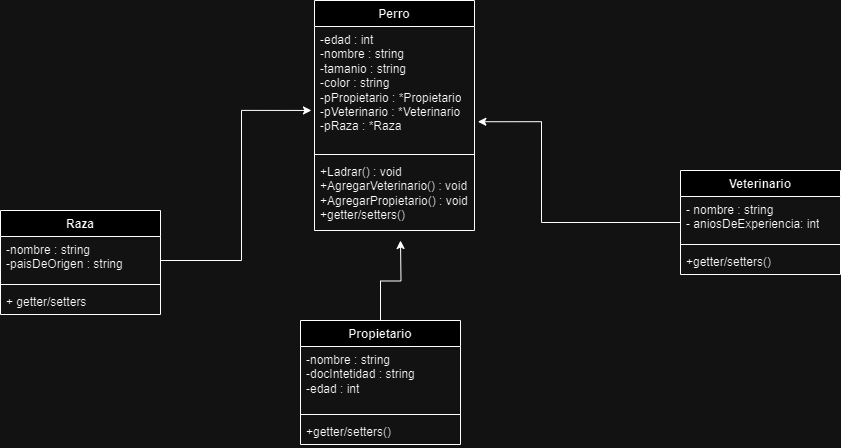 Perro
-edad : int
-nombre : string
-tamanio : string
-color : string
-pPropietario : *Propietario
-pVeterinario : *Veterinario
-pRaza : *Raza
+Ladrar() : void
+AgregarVeterinario() : void
+AgregarPropietario() : void
+getter/setters()
Veterinario
- nombre : string
- aniosDeExperiencia: int
+getter/setters()
Raza
-nombre : string
-paisDeOrigen : string
+ getter/setters
Propietario
-nombre : string
-docIntetidad : string
-edad : int
+getter/setters()